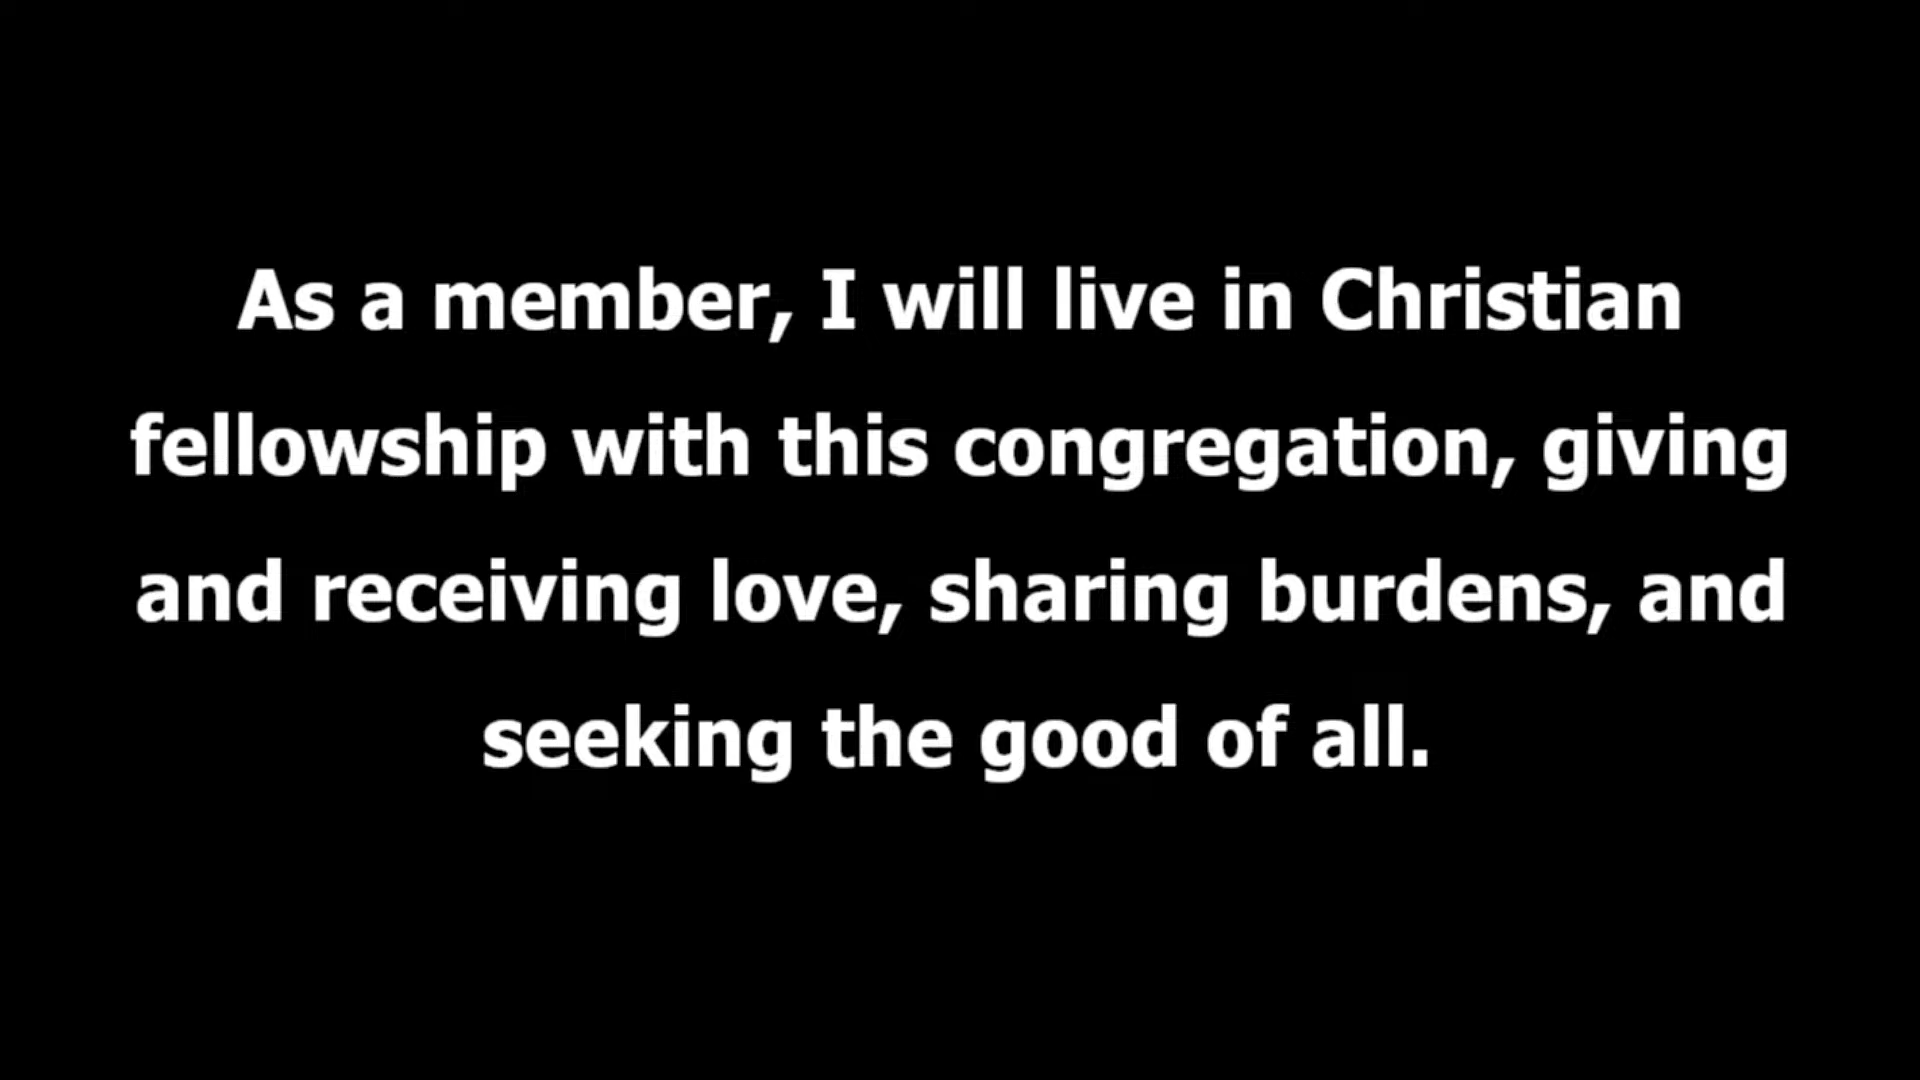 As a member, I will live in Christian
fellowship with this congregation, giving
and receiving love, sharing burdens, and
seeking the good of all.